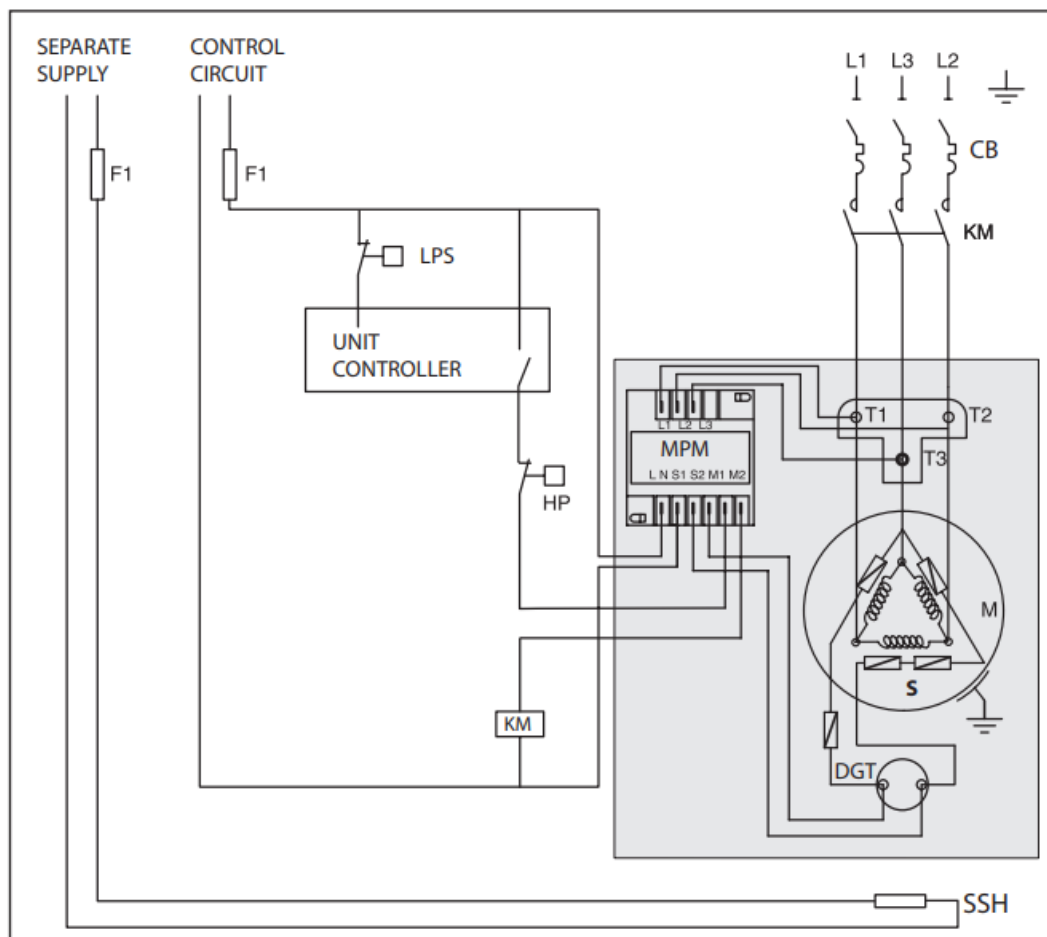 SEPARATE
SUPPLY
CONTROL
CIRCUIT
L1 L3 L2
F1
F1
CB
KM
LPS
UNIT
CONTROLLER
HP
L1 L2 L3
MPM
L N S1 S2 M1 M2
T1
T2
T3
M
S
KM
DGT
SSH